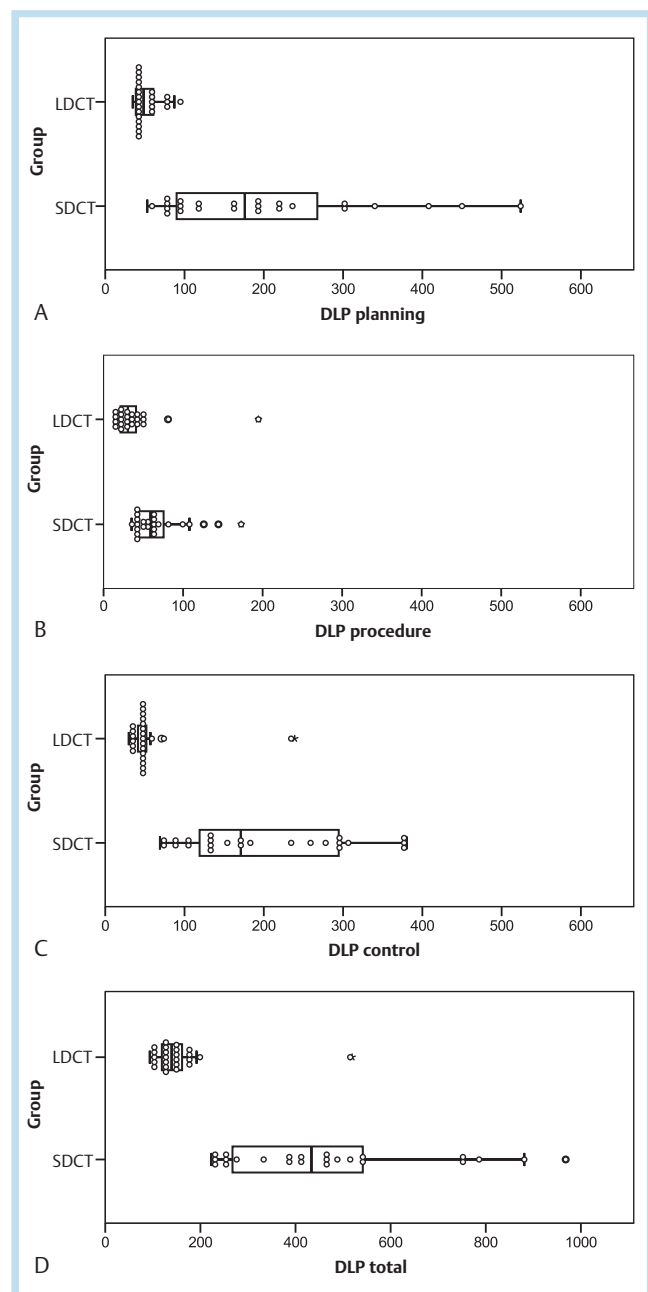 LDCT
Group
SDCT
0 100 200 300 400 500 600
A DLP planning
LDCT
Group
SDCT
0 100 200 300 400 500 600
B DLP procedure
LDCT
Group
SDCT
0 100 200 300 400 500 600
C DLP control
LDCT
Group
SDCT
0 200 400 600 800 1000
D DLP total